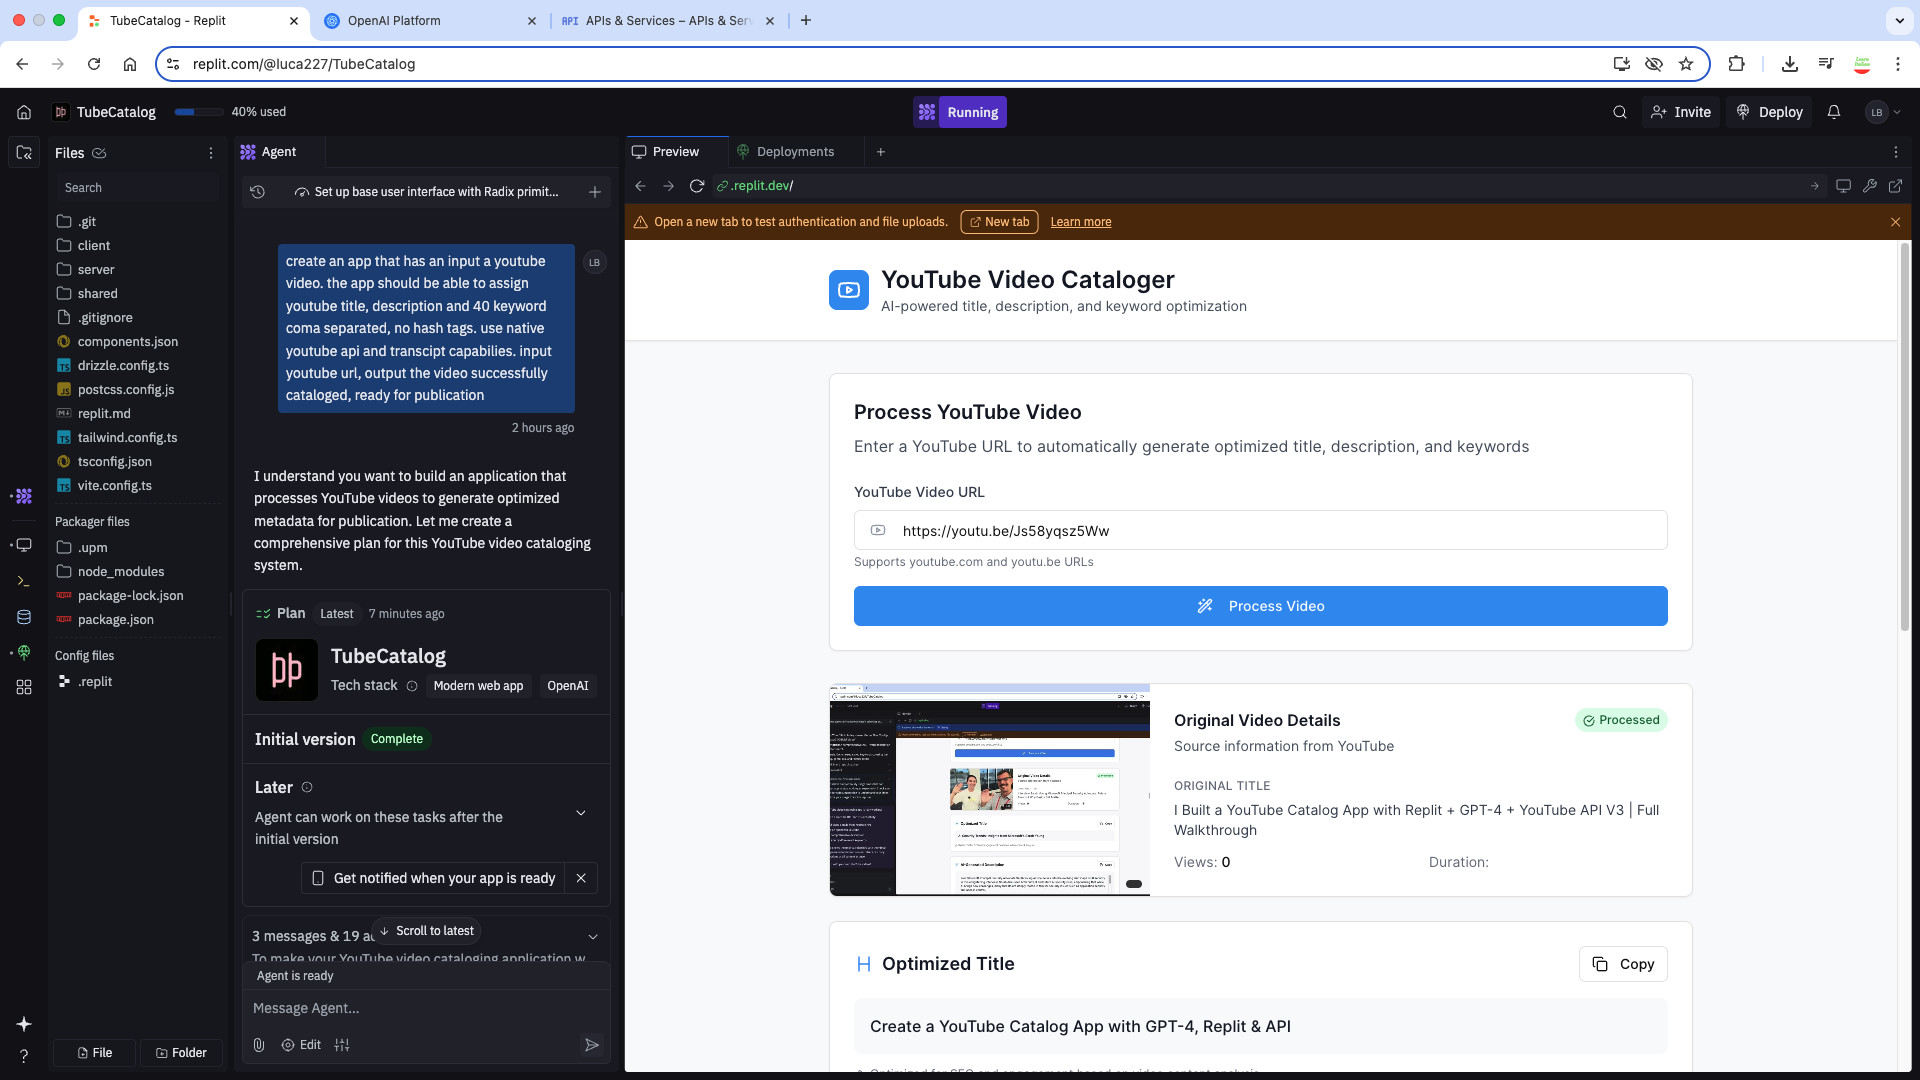 TubeCatalog - Replit
OpenAI Platform
API APIs & Services – APIs & Ser
replit.com/@luca227/TubeCatalog
TubeCatalog
40% used
Running
Invite
Deploy
LB
Files
Search
.git
client
server
shared
.gitignore
components.json
drizzle.config.ts
postcss.config.js
replit.md
tailwind.config.ts
tsconfig.json
vite.config.ts
Packager files
.upm
node_modules
package-lock.json
package.json
Config files
.replit
File
Folder
Agent
Set up base user interface with Radix primit...
create an app that has an input a youtube
video. the app should be able to assign
youtube title, description and 40 keyword
coma separated, no hash tags. use native
youtube api and transcipt capabilies. input
youtube url, output the video successfully
cataloged, ready for publication
LB
2 hours ago
I understand you want to build an application that
processes YouTube videos to generate optimized
metadata for publication. Let me create a
comprehensive plan for this YouTube video cataloging
system.
Plan Latest 7 minutes ago
TubeCatalog
Tech stack Modern web app OpenAI
Initial version Complete
Later
Agent can work on these tasks after the
initial version
Get notified when your app is ready
3 messages & 19 a
Scroll to latest
To make your YouTube video cataloging application w
Agent is ready
Message Agent...
Edit
Preview
Deployments
.replit.dev/
Open a new tab to test authentication and file uploads. New tab Learn more
YouTube Video Cataloger
AI-powered title, description, and keyword optimization
Process YouTube Video
Enter a YouTube URL to automatically generate optimized title, description, and keywords
YouTube Video URL
https://youtu.be/Js58yqsz5Ww
Supports youtube.com and youtu.be URLs
Process Video
Original Video Details
Processed
Source information from YouTube
ORIGINAL TITLE
I Built a YouTube Catalog App with Replit + GPT-4 + YouTube API V3 | Full
Walkthrough
Views: 0
Duration:
Optimized Title
Copy
Create a YouTube Catalog App with GPT-4, Replit & API